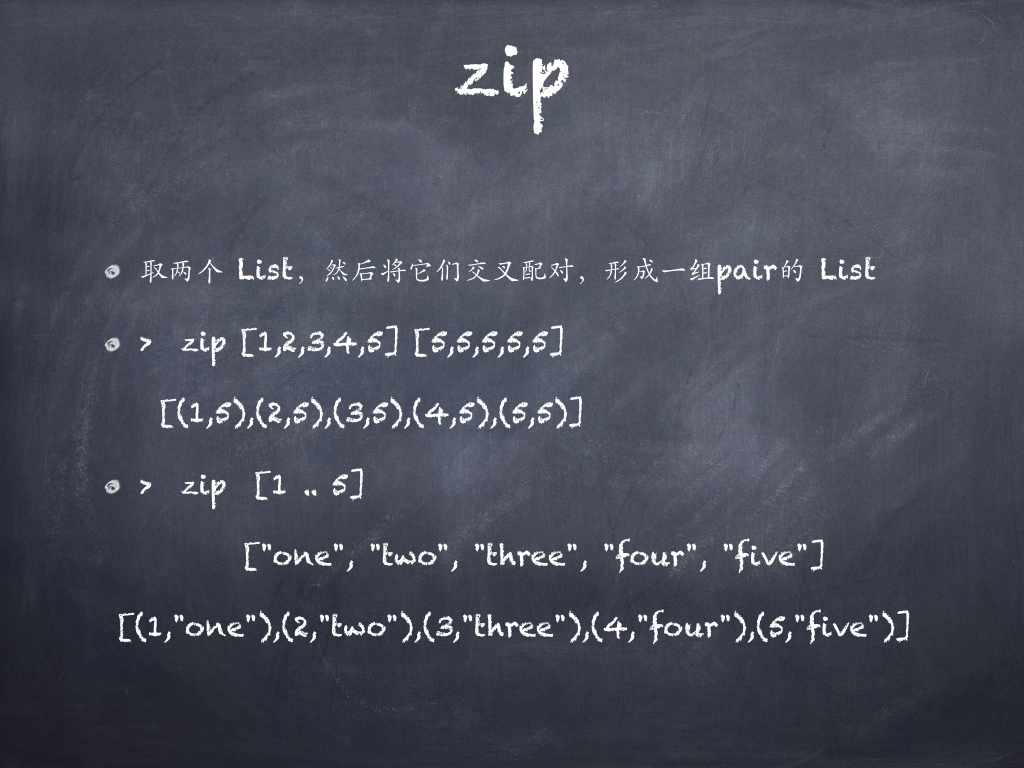 zip
取两个 List，然后将它们交叉配对，形成一组pair的 List
> zip [1,2,3,4,5] [5,5,5,5,5]
[(1,5),(2,5),(3,5),(4,5),(5,5)]
> zip [1 .. 5]
["one", "two", "three", "four", "five"]
[(1,"one"),(2,"two"),(3,"three"),(4,"four"),(5,"five")]